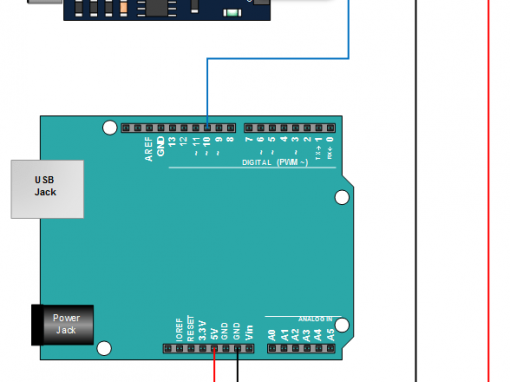 AREF
GND
13
12
~ 11
~ 10
~ 9
8
7
~ 6
~ 5
4
~ 3
2
TX→ 1
RX← 0
DIGITAL (PWM ~)
USB
Jack
Power
Jack
IOREF
RESET
3.3V
5V
GND
GND
Vin
ANALOG IN
A0
A1
A2
A3
A4
A5